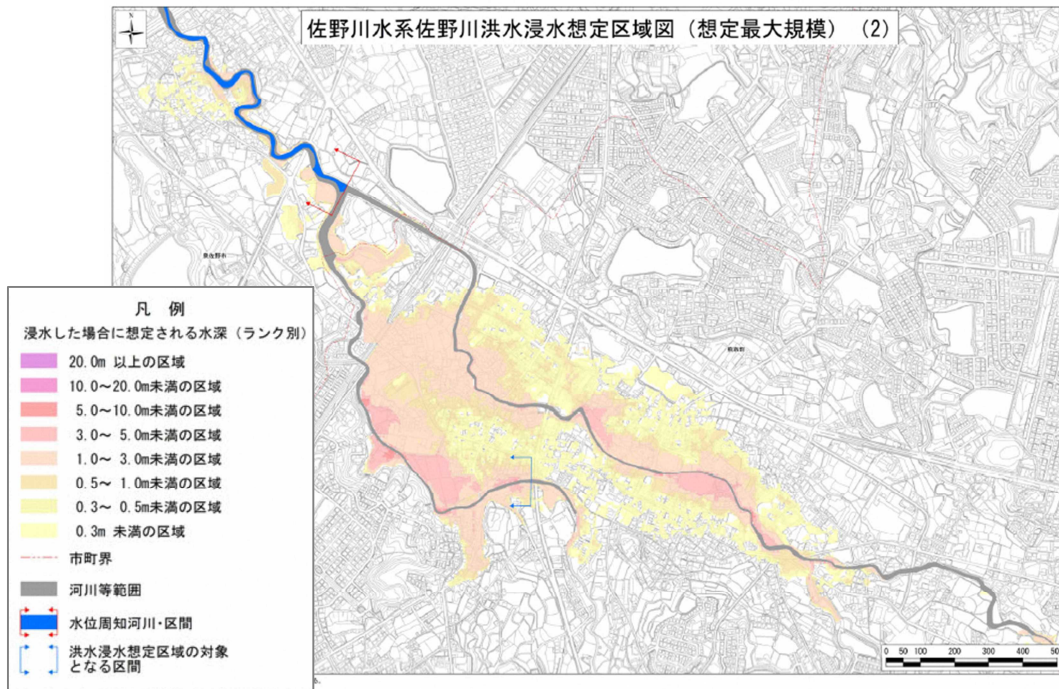 佐野川水系佐野川洪水浸水想定区域図（想定最大規模）（2）
N
凡 例
浸水した場合に想定される水深（ランク別）
20.0m 以上の区域
10.0～20.0m未満の区域
5.0～10.0m未満の区域
3.0～ 5.0m未満の区域
1.0～ 3.0m未満の区域
0.5～ 1.0m未満の区域
0.3～ 0.5m未満の区域
0.3m 未満の区域
市町界
河川等範囲
水位周知河川・区間
洪水浸水想定区域の対象
となる区間
0 50 100 200 300 400